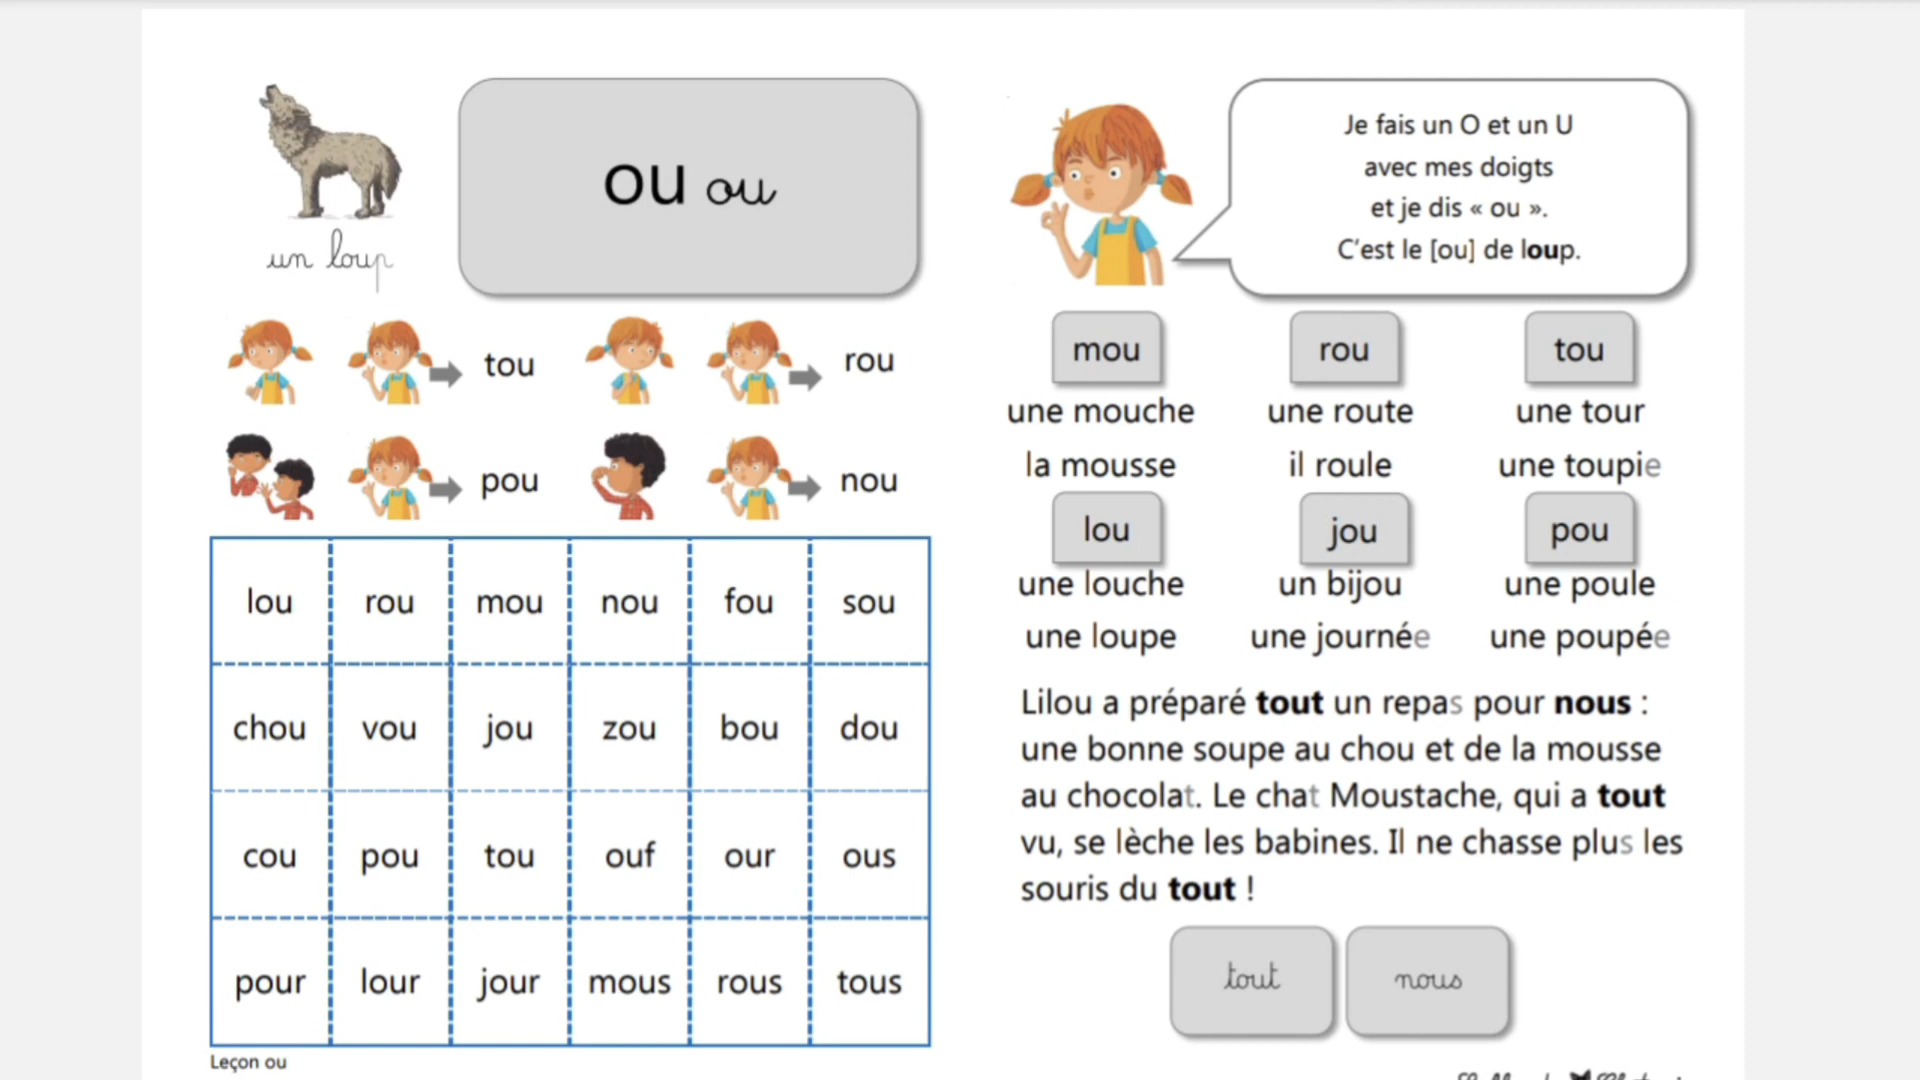 un loup
ou ou
tou
rou
pou
nou
lou rou mou nou fou sou
chou vou jou zou bou dou
cou pou tou ouf our ous
pour lour jour mous rous tous
Leçon ou
Je fais un O et un U
avec mes doigts
et je dis « ou ».
C'est le [ou] de loup.
mou rou tou
une mouche une route une tour
la mousse il roule une toupie
lou jou pou
une louche un bijou une poule
une loupe une journée une poupée
Lilou a préparé tout un repas pour nous :
une bonne soupe au chou et de la mousse
au chocolat. Le chat Moustache, qui a tout
vu, se lèche les babines. Il ne chasse plus les
souris du tout !
tout nous